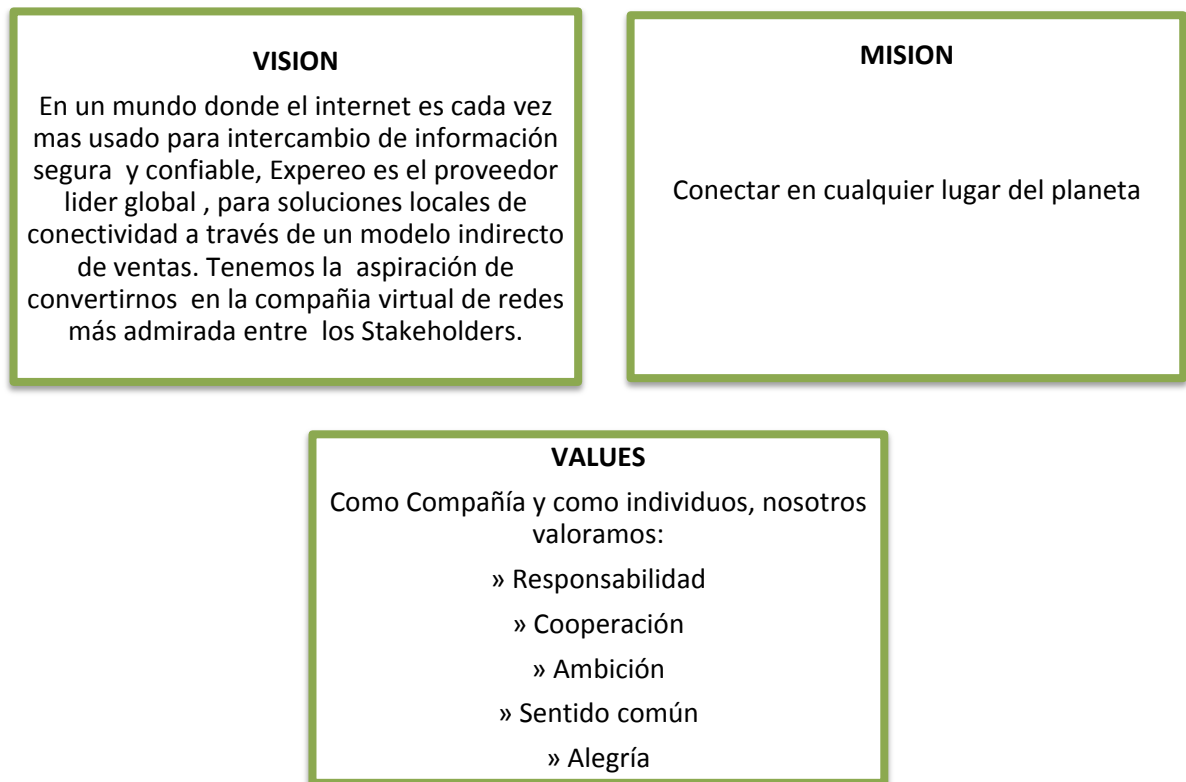 VISION
En un mundo donde el internet es cada vez
mas usado para intercambio de información
segura  y confiable, Expereo es el proveedor
lider global , para soluciones locales de
conectividad a través de un modelo indirecto
de ventas. Tenemos la  aspiración de
convertirnos  en la compañia virtual de redes
más admirada entre  los Stakeholders.
MISION
Conectar en cualquier lugar del planeta
VALUES
Como Compañía y como individuos, nosotros
valoramos:
» Responsabilidad
» Cooperación
» Ambición
» Sentido común
» Alegría